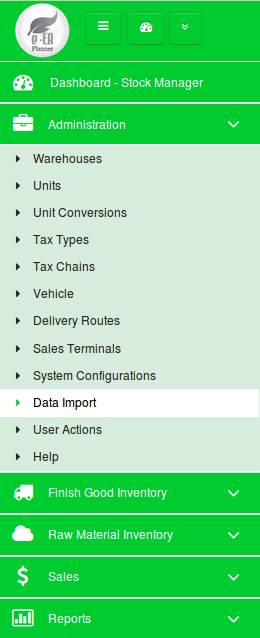 e-ER
Planner
Dashboard - Stock Manager
Administration
Warehouses
Units
Unit Conversions
Tax Types
Tax Chains
Vehicle
Delivery Routes
Sales Terminals
System Configurations
Data Import
User Actions
Help
Finish Good Inventory
Raw Material Inventory
Sales
Reports